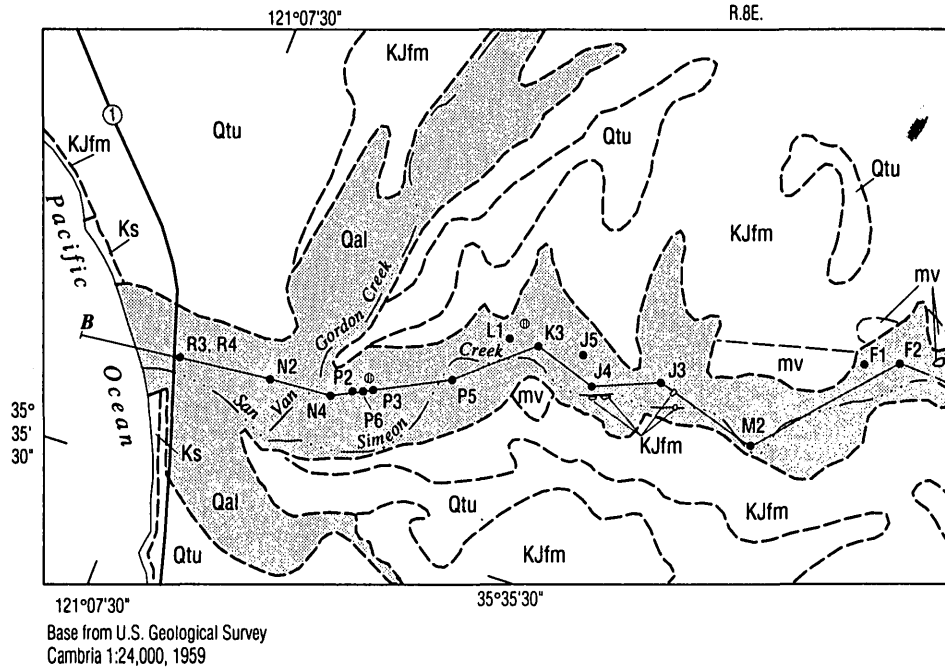 121°07'30"
R.8E.
KJfm
1
Qtu
Qtu
KJfm
Qtu
Ks
Pacific
Ocean
Qal
KJfm
mv
Gordon Creek
B
R3, R4
L1
K3
J5
F1
F2
N2
P2
Creek
J4
J3
mv
N4
P6
P3
P5
mv
San
Van
Simeon
M2
35°
35'
30"
KJfm
Ks
Qal
Qtu
KJfm
Qtu
KJfm
121°07'30"
35°35'30"
Base from U.S. Geological Survey
Cambria 1:24,000, 1959